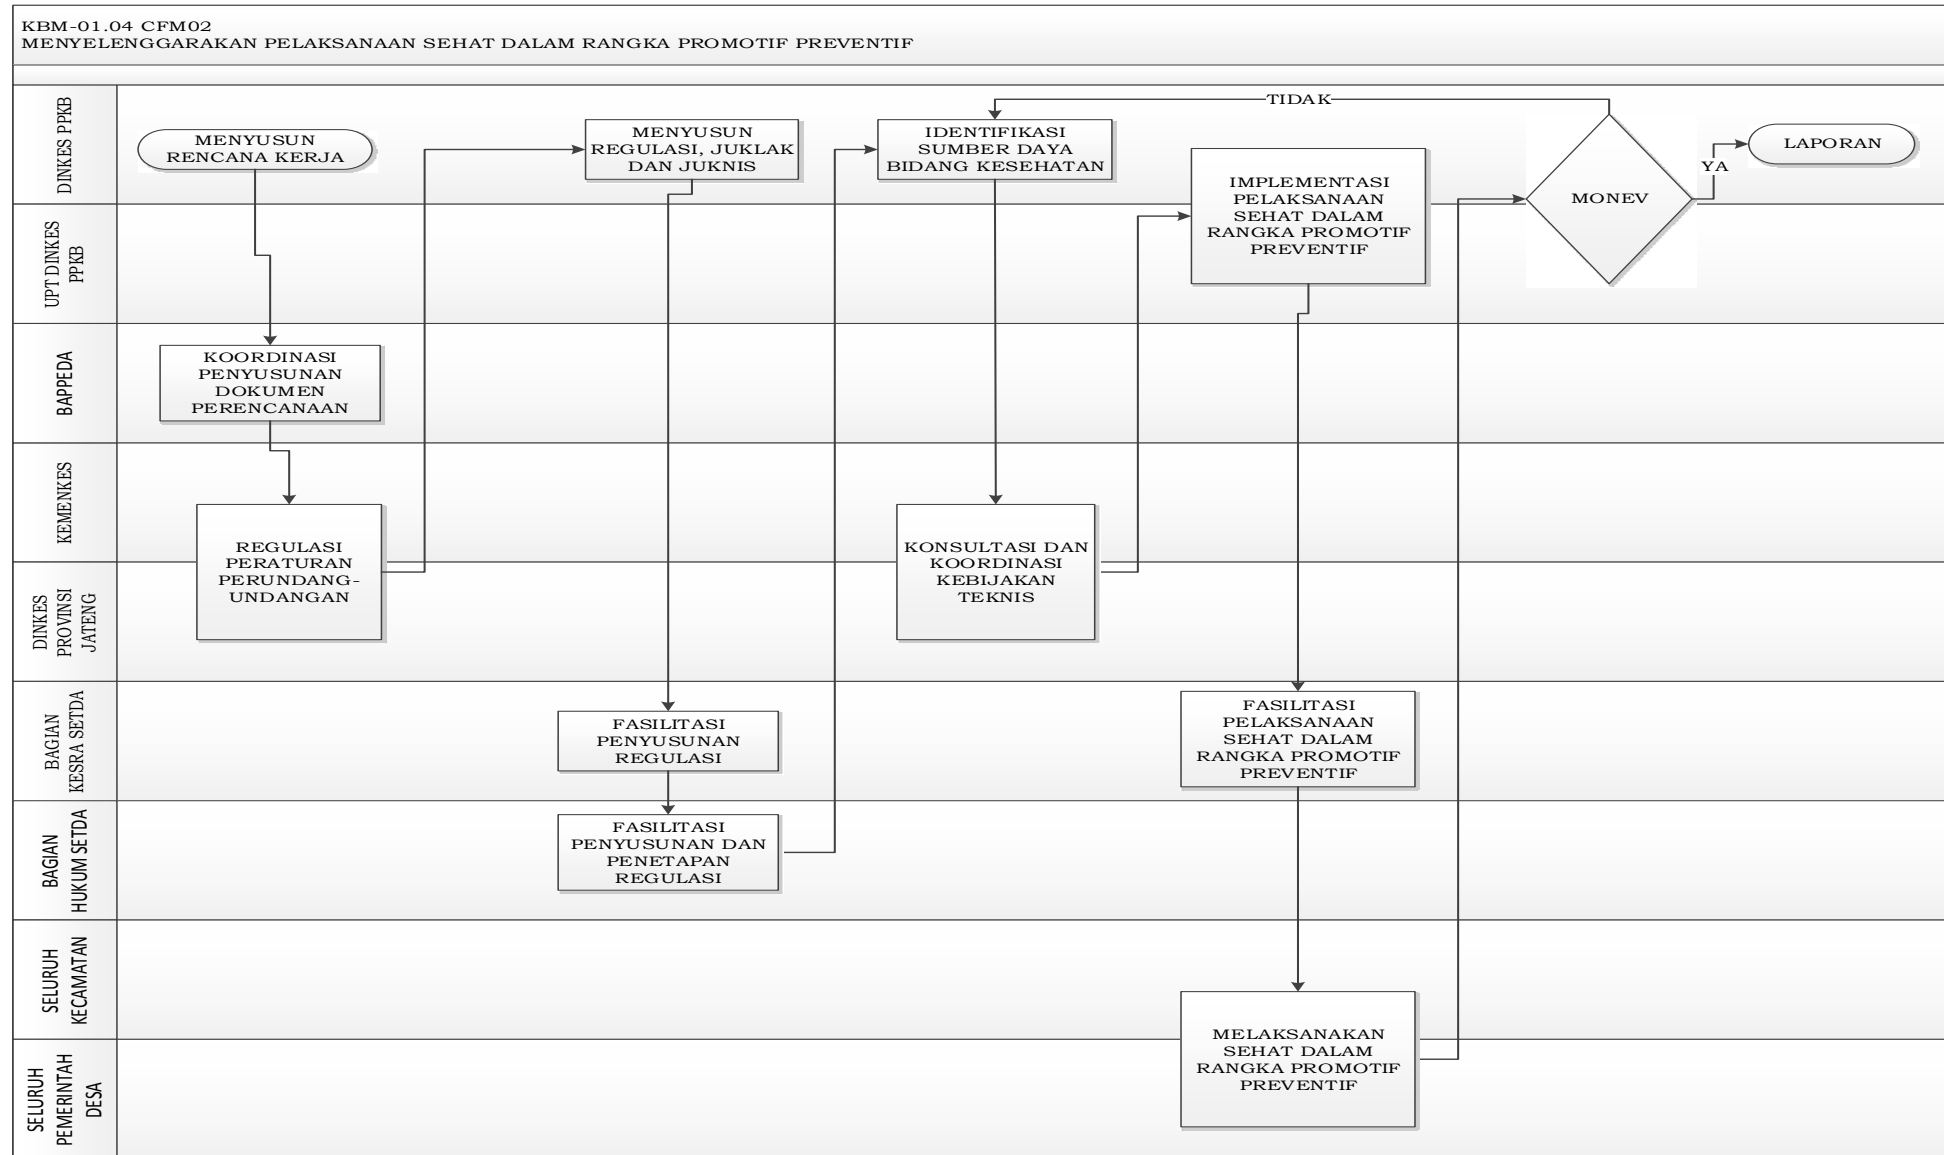 KBM-01.04 CFM02
MENYELENGGARAKAN PELAKSANAAN SEHAT DALAM RANGKA PROMOTIF PREVENTIF
DINKES PPKB
MENYUSUN
RENCANA KERJA
MENYUSUN
REGULASI, JUKLAK
DAN JUKNIS
IDENTIFIKASI
SUMBER DAYA
BIDANG KESEHATAN
TIDAK
IMPLEMENTASI
PELAKSANAAN
SEHAT DALAM
RANGKA PROMOTIF
PREVENTIF
MONEV
YA
LAPORAN
UPT DINKES
PPKB
BAPPEDA
KOORDINASI
PENYUSUNAN
DOKUMEN
PERENCANAAN
KEMENKES
REGULASI
PERATURAN
PERUNDANG-
UNDANGAN
KONSULTASI DAN
KOORDINASI
KEBIJAKAN
TEKNIS
DINKES
PROVINSI
JATENG
BAGIAN
KESRA SETDA
FASILITASI
PENYUSUNAN
REGULASI
FASILITASI
PELAKSANAAN
SEHAT DALAM
RANGKA PROMOTIF
PREVENTIF
BAGIAN
HUKUM SETDA
FASILITASI
PENYUSUNAN DAN
PENETAPAN
REGULASI
SELURUH
KECAMATAN
MELAKSANAKAN
SEHAT DALAM
RANGKA PROMOTIF
PREVENTIF
SELURUH
PEMERINTAH
DESA